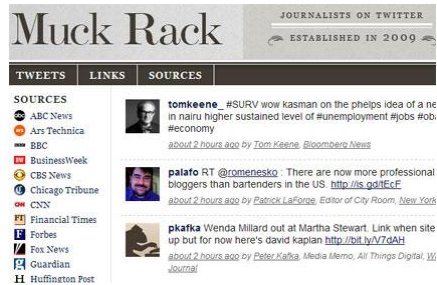 Muck Rack
JOURNALISTS ON TWITTER
ESTABLISHED IN 2009
TWEETS LINKS SOURCES
SOURCES
ABC News
Ars Technica
BBC
BusinessWeek
CBS News
Chicago Tribune
CNN
Financial Times
Forbes
Fox News
Guardian
Huffington Post
tomkeene_ #SURV wow kasman on the phelps idea of a ne
in nairu higher sustained level of #unemployment #jobs #oba
#economy
about 2 hours ago by Tom Keene, Bloomberg News
palafo RT @romenesko : There are now more professional
bloggers than bartenders in the US. http://is.gd/tEcF
about 2 hours ago by Patrick LaForge, Editor of City Room, New York
pkafka Wenda Millard out at Martha Stewart. Link when site
up but for now here's david kaplan http://bit.ly/V7dAH
about 2 hours ago by Peter Kafka, Media Memo, All Things Digital, W
Journal